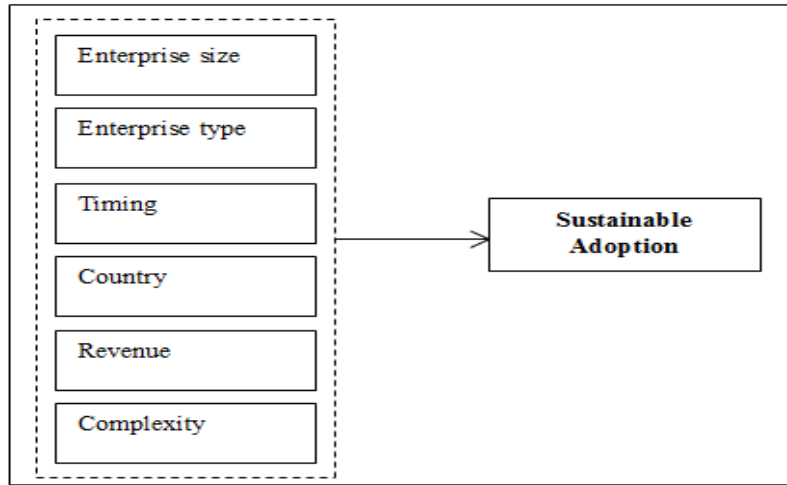 Enterprise size
Enterprise type
Timing
Country
Revenue
Complexity
Sustainable
Adoption